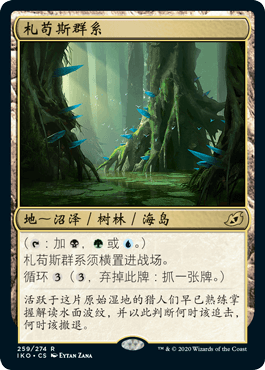 札苟斯群系
地～沼泽／树林／海岛
（：加，或。）
札苟斯群系须横置进战场。
循环3（3，弃掉此牌：抓一张牌。）
活跃于这片原始湿地的猎人们早已熟练掌
握解读水面波纹，并以此判断何时该追击，
何时该撤退。
259/274 R
IKO • CS EYTAN ZANA
™ & © 2020 Wizards of the Coast